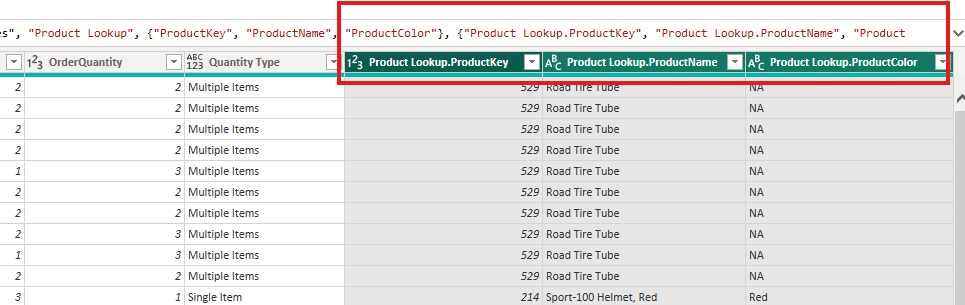 es", "Product Lookup", {"ProductKey", "ProductName", "ProductColor"}, {"Product Lookup.ProductKey", "Product Lookup.ProductName", "Product
1²3 OrderQuantity ABC 123 Quantity Type 1²3 Product Lookup.ProductKey ABC Product Lookup.ProductName ABC Product Lookup.ProductColor
2 2 Multiple Items 529 Road Tire Tube NA
2 2 Multiple Items 529 Road Tire Tube NA
2 2 Multiple Items 529 Road Tire Tube NA
2 2 Multiple Items 529 Road Tire Tube NA
1 3 Multiple Items 529 Road Tire Tube NA
2 2 Multiple Items 529 Road Tire Tube NA
2 2 Multiple Items 529 Road Tire Tube NA
2 3 Multiple Items 529 Road Tire Tube NA
1 3 Multiple Items 529 Road Tire Tube NA
2 2 Multiple Items 529 Road Tire Tube NA
3 1 Single Item 214 Sport-100 Helmet, Red Red